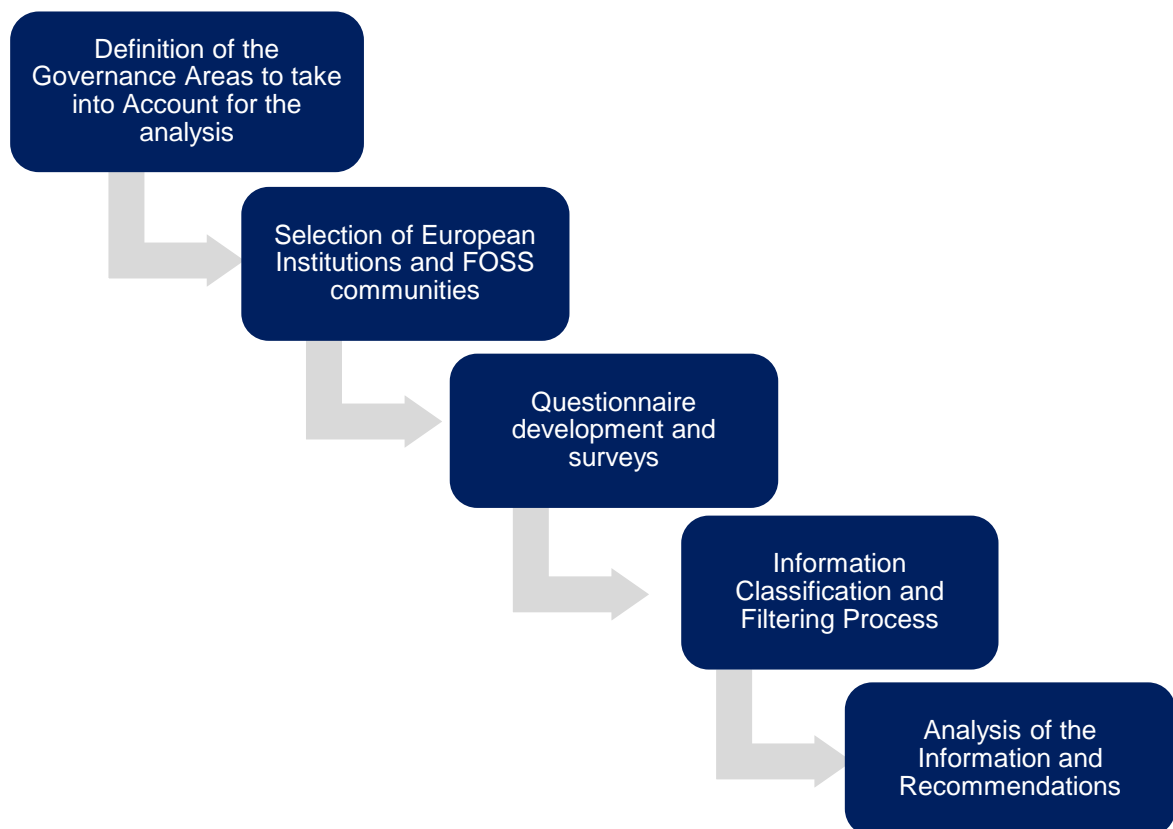 Definition of the
Governance Areas to take
into Account for the
analysis
Selection of European
Institutions and FOSS
communities
Questionnaire
development and
surveys
Information
Classification and
Filtering Process
Analysis of the
Information and
Recommendations